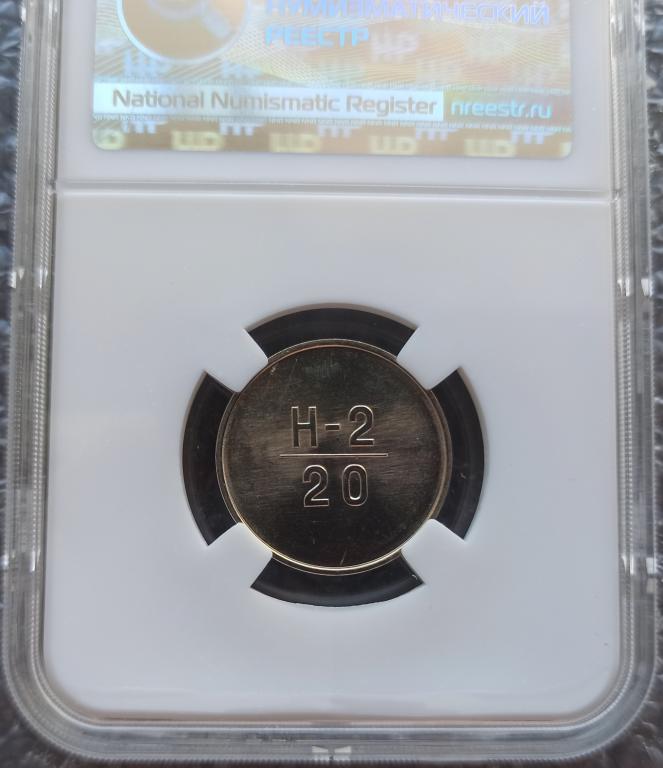 НУМИЗМАТИЧЕСКИЙ
РЕЕСТР
National Numismatic Register nreestr.ru
Н-2
20